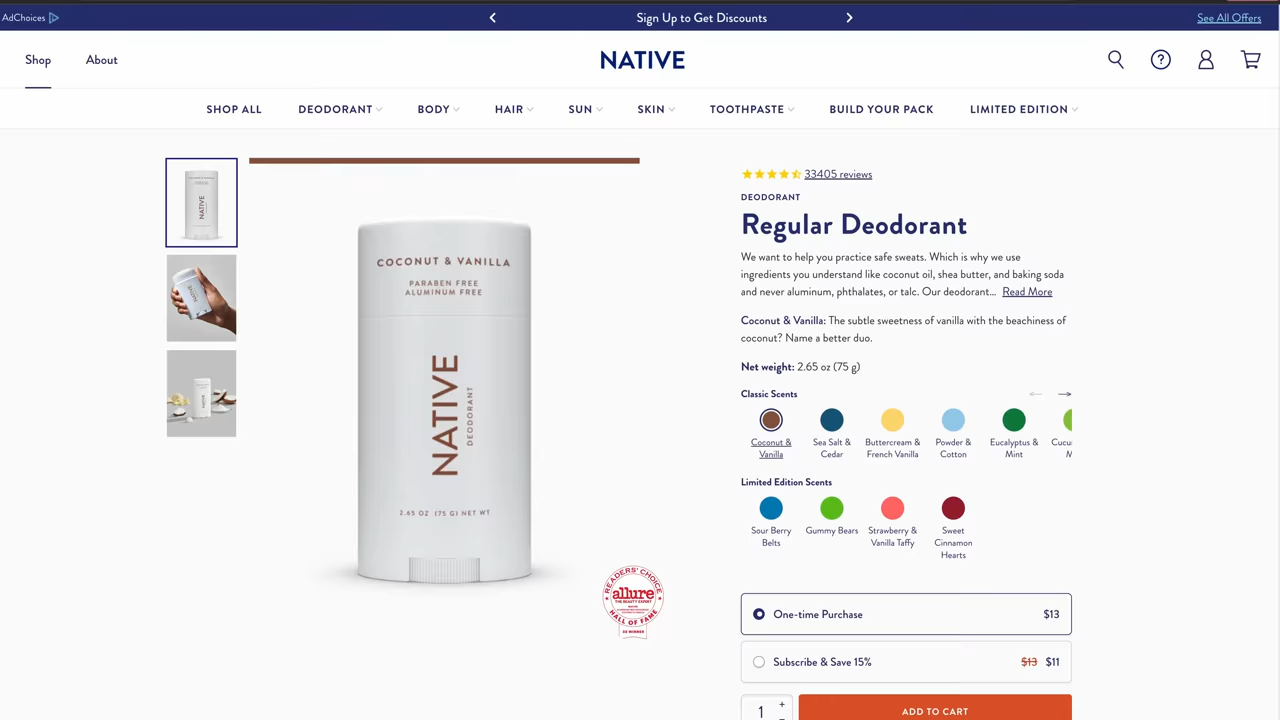 AdChoices
Sign Up to Get Discounts
See All Offers
Shop
About
NATIVE
SHOP ALL
DEODORANT
BODY
HAIR
SUN
SKIN
TOOTHPASTE
BUILD YOUR PACK
LIMITED EDITION
COCONUT & VANILLA
PARABEN FREE
ALUMINUM FREE
NATIVE
DEODORANT
2.65 OZ (75 G) NET WT
READERS' CHOICE
allure
THE BEAUTY EXPERT
HALL OF FAME
33405 reviews
DEODORANT
Regular Deodorant
We want to help you practice safe sweats. Which is why we use
ingredients you understand like coconut oil, shea butter, and baking soda
and never aluminum, phthalates, or talc. Our deodorant... Read More
Coconut & Vanilla: The subtle sweetness of vanilla with the beachiness of
coconut? Name a better duo.
Net weight: 2.65 oz (75 g)
Classic Scents
Coconut &
Vanilla
Sea Salt &
Cedar
Buttercream &
French Vanilla
Powder &
Cotton
Eucalyptus &
Mint
Cucu
M
Limited Edition Scents
Sour Berry
Belts
Gummy Bears
Strawberry &
Vanilla Taffy
Sweet
Cinnamon
Hearts
One-time Purchase $13
Subscribe & Save 15% $13 $11
1 + ADD TO CART